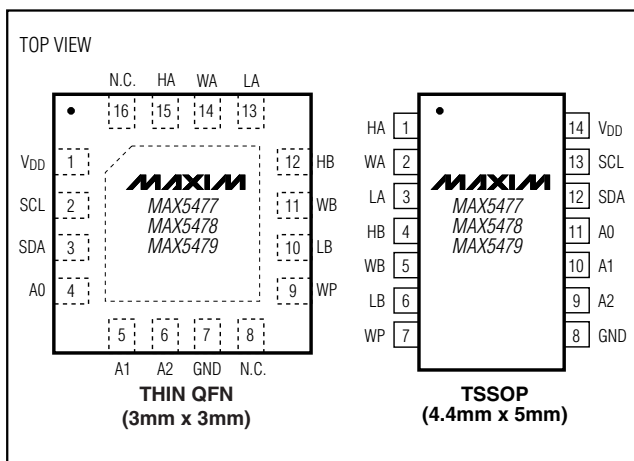 TOP VIEW
N.C. HA WA LA
16 15 14 13
VDD 1
SCL 2
SDA 3
A0 4
MAXIM
MAX5477
MAX5478
MAX5479
12 HB
11 WB
10 LB
9 WP
5 6 7 8
A1 A2 GND N.C.
THIN QFN
(3mm x 3mm)
HA 1
WA 2
LA 3
HB 4
WB 5
LB 6
WP 7
MAXIM
MAX5477
MAX5478
MAX5479
14 VDD
13 SCL
12 SDA
11 A0
10 A1
9 A2
8 GND
TSSOP
(4.4mm x 5mm)